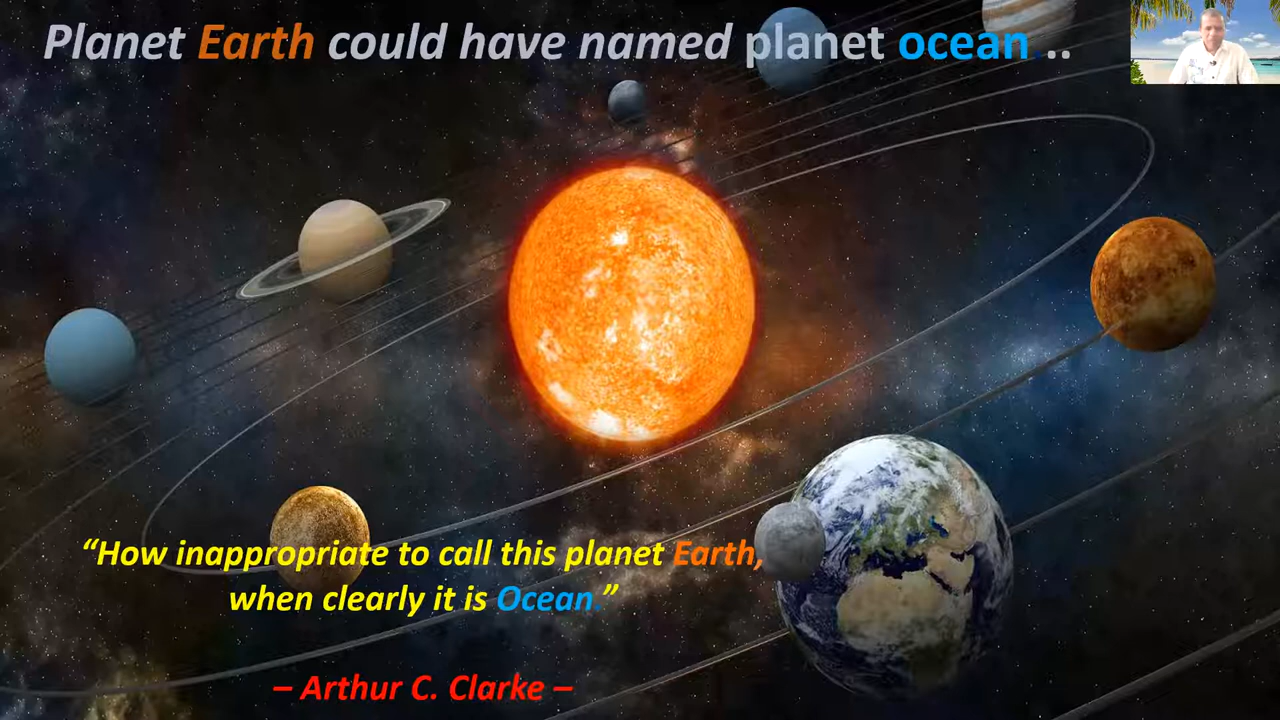 Planet Earth could have named planet ocean ..
“How inappropriate to call this planet Earth,
when clearly it is Ocean.”
– Arthur C. Clarke –